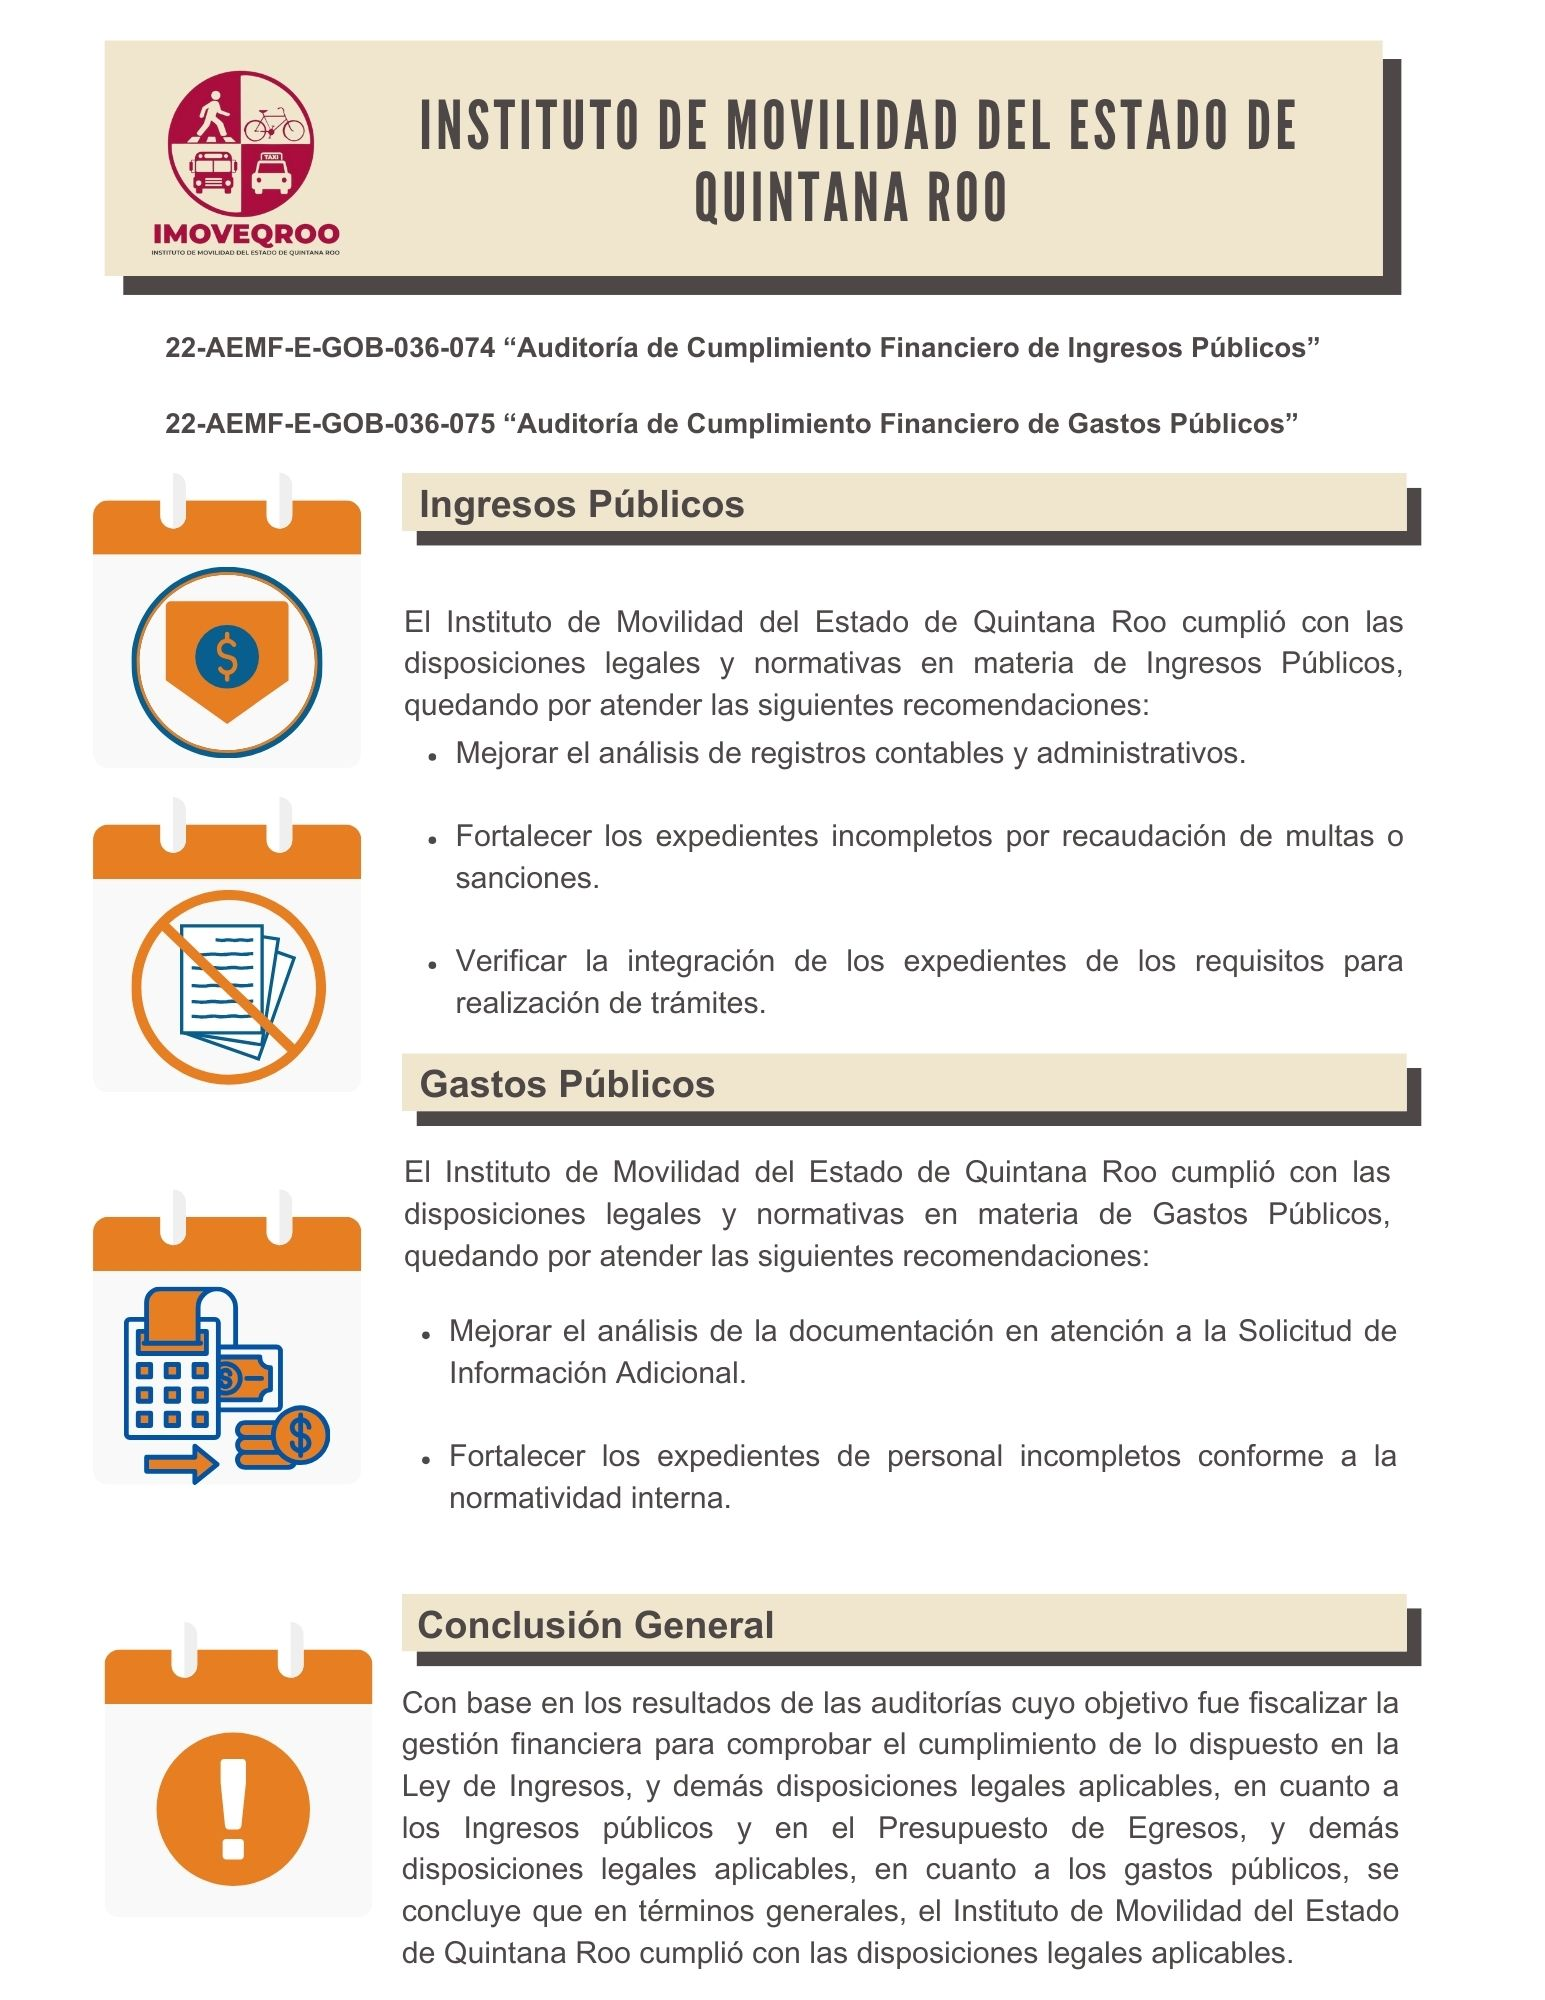 INSTITUTO DE MOVILIDAD DEL ESTADO DE
QUINTANA ROO
TAXI
IMOVEQROO
INSTITUTO DE MOVILIDAD DEL ESTADO DE QUINTANA ROO
22-AEMF-E-GOB-036-074 “Auditoría de Cumplimiento Financiero de Ingresos Públicos”
22-AEMF-E-GOB-036-075 “Auditoría de Cumplimiento Financiero de Gastos Públicos”
Ingresos Públicos
$
El Instituto de Movilidad del Estado de Quintana Roo cumplió con las
disposiciones legales y normativas en materia de Ingresos Públicos,
quedando por atender las siguientes recomendaciones:
• Mejorar el análisis de registros contables y administrativos.
• Fortalecer los expedientes incompletos por recaudación de multas o
sanciones.
• Verificar la integración de los expedientes de los requisitos para
realización de trámites.
Gastos Públicos
El Instituto de Movilidad del Estado de Quintana Roo cumplió con las
disposiciones legales y normativas en materia de Gastos Públicos,
quedando por atender las siguientes recomendaciones:
• Mejorar el análisis de la documentación en atención a la Solicitud de
Información Adicional.
• Fortalecer los expedientes de personal incompletos conforme a la
normatividad interna.
$
$
Conclusión General
!
Con base en los resultados de las auditorías cuyo objetivo fue fiscalizar la
gestión financiera para comprobar el cumplimiento de lo dispuesto en la
Ley de Ingresos, y demás disposiciones legales aplicables, en cuanto a
los Ingresos públicos y en el Presupuesto de Egresos, y demás
disposiciones legales aplicables, en cuanto a los gastos públicos, se
concluye que en términos generales, el Instituto de Movilidad del Estado
de Quintana Roo cumplió con las disposiciones legales aplicables.